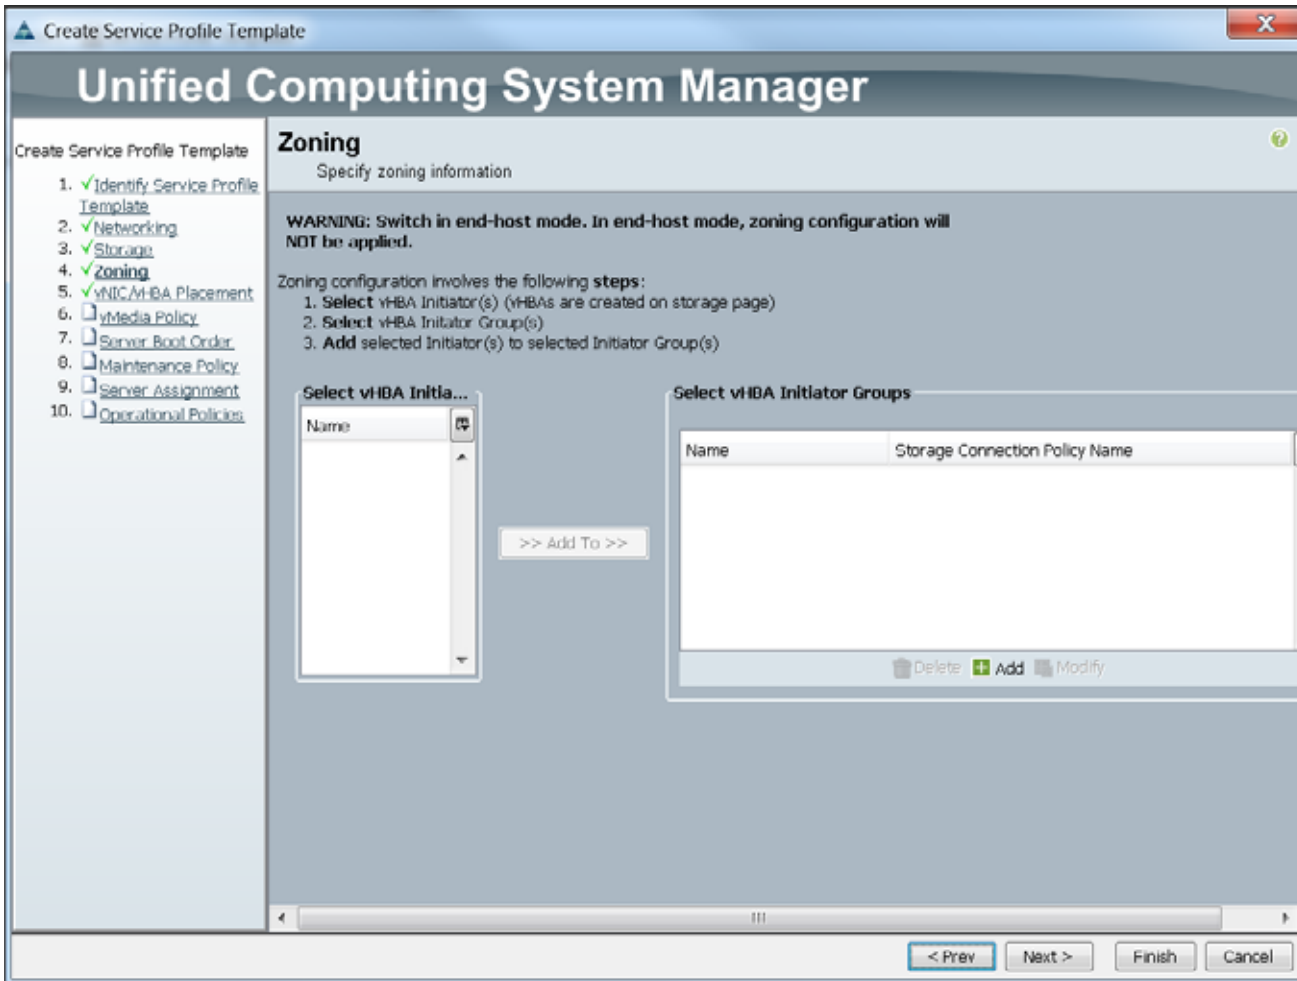 Create Service Profile Template
Unified Computing System Manager
Create Service Profile Template
1. √Identify Service Profile
Template
2. √Networking
3. √Storage
4. √Zoning
5. √vNIC/vHBA Placement
6. vMedia Policy
7. Server Boot Order
8. Maintenance Policy
9. Server Assignment
10. Operational Policies
Zoning
Specify zoning information
WARNING: Switch in end-host mode. In end-host mode, zoning configuration will
NOT be applied.
Zoning configuration involves the following steps:
1. Select vHBA Initiator(s) (vHBAs are created on storage page)
2. Select vHBA Initator Group(s)
3. Add selected Initiator(s) to selected Initiator Group(s)
Select vHBA Initia...
Name
>> Add To >>
Select vHBA Initiator Groups
Name Storage Connection Policy Name
Delete Add Modify
< Prev Next > Finish Cancel